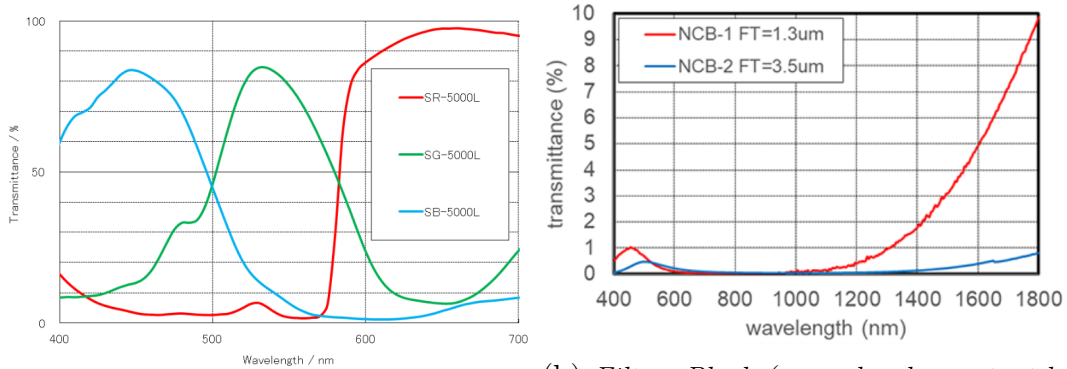 Transmittance / %
100
50
0
400
500
600
700
Wavelength / nm
SR-5000L
SG-5000L
SB-5000L
transmittance (%)
10
9
8
7
6
5
4
3
2
1
0
400 600 800 1000 1200 1400 1600 1800
wavelength (nm)
NCB-1 FT=1.3um
NCB-2 FT=3.5um